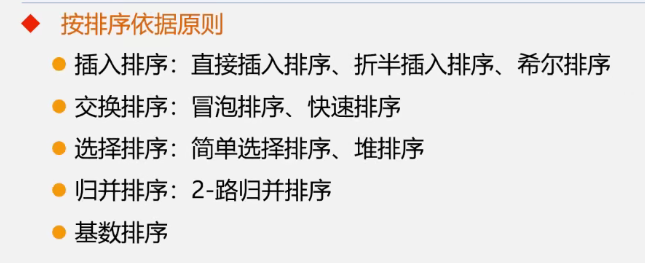 按排序依据原则
插入排序：直接插入排序、折半插入排序、希尔排序
交换排序：冒泡排序、快速排序
选择排序：简单选择排序、堆排序
归并排序：2-路归并排序
基数排序